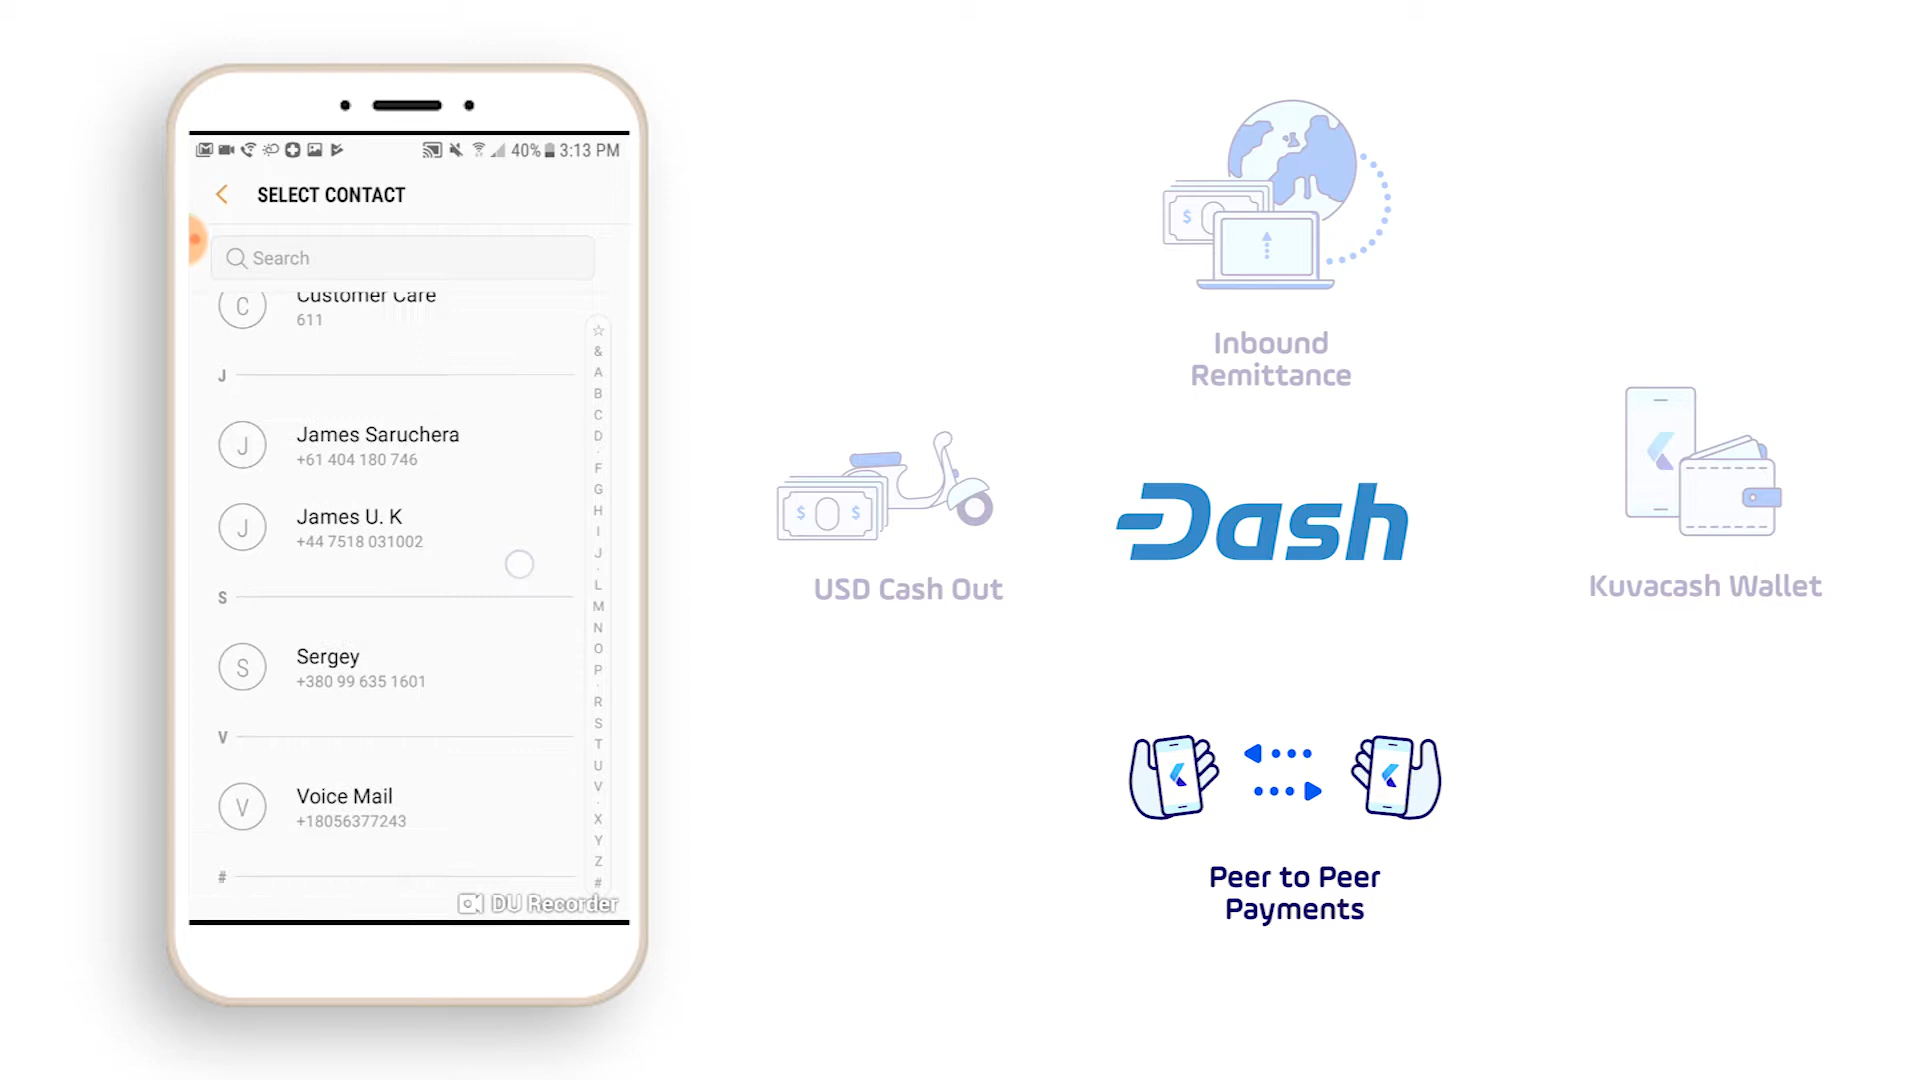 40% 3:13 PM
SELECT CONTACT
Search
C
Customer Care
611
J
J
James Saruchera
+61 404 180 746
J
James U. K
+44 7518 031002
S
S
Sergey
+380 99 635 1601
V
V
Voice Mail
+18056377243
#
☆
&
A
B
C
D
.
F
G
H
I
J
.
L
M
N
O
P
.
R
S
T
U
V
.
X
Y
Z
#
DU Recorder
$
Inbound
Remittance
$ $
USD Cash Out
Dash
Kuvacash Wallet
Peer to Peer
Payments